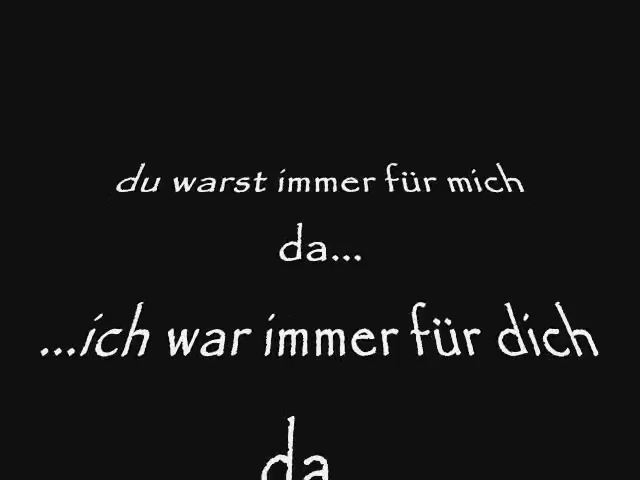 du warst immer für mich
da...
...ich war immer für dich
da